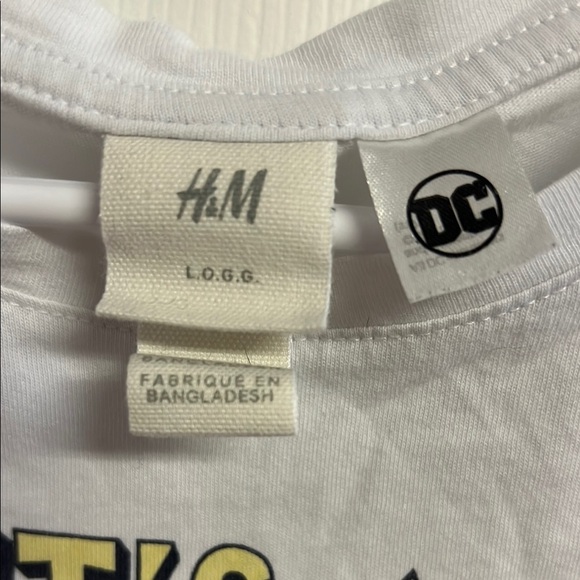 H&M
L.O.G.G.
DC
FABRIQUÉ EN
BANGLADESH
T'S